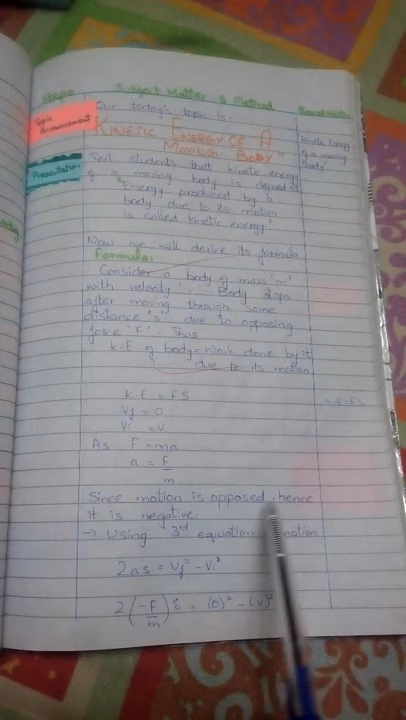 Steps Subject Matter & Method
Topic Announcement
Our today's topic is.
KINETIC ENERGY OF A
MOVING BODY
Kinetic Energy
of a moving
Body
Presentation
Tell students that kinetic energy
of a moving body is defined as
"Energy produced by a
body due to its motion
is called kinetic energy."
Now we will derive its formula
Formula:
Consider a body of mass 'm'
with velocity 'v'. Body stops
after moving through some
distance 's' due to opposing
force 'F'. Thus
K.E of body = Work done by it
due to its motion
K.E = FS
Vf = 0
Vi = V
As F = ma
a = F/m
Since motion is opposed, hence
it is negative.
→ Using 3rd equation motion
2as = Vf² - Vi²
2(-F/m)s = (0)² - (v)²